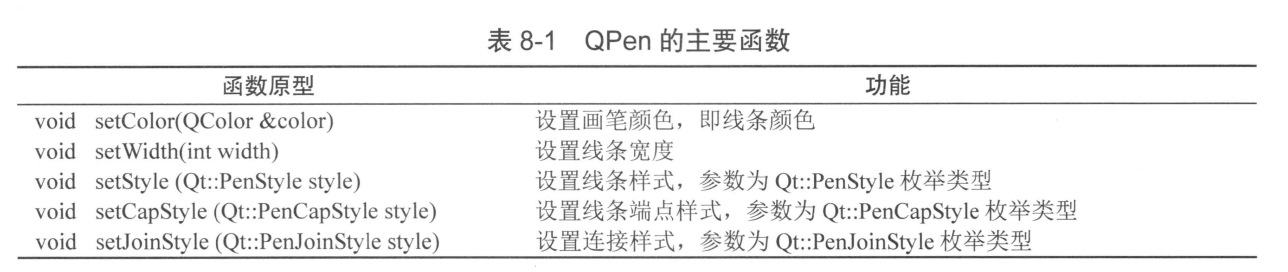 表 8-1 QPen 的主要函数
函数原型 功能
void setColor(QColor &color) 设置画笔颜色，即线条颜色
void setWidth(int width) 设置线条宽度
void setStyle (Qt::PenStyle style) 设置线条样式，参数为 Qt::PenStyle 枚举类型
void setCapStyle (Qt::PenCapStyle style) 设置线条端点样式，参数为 Qt::PenCapStyle 枚举类型
void setJoinStyle (Qt::PenJoinStyle style) 设置连接样式，参数为 Qt::PenJoinStyle 枚举类型